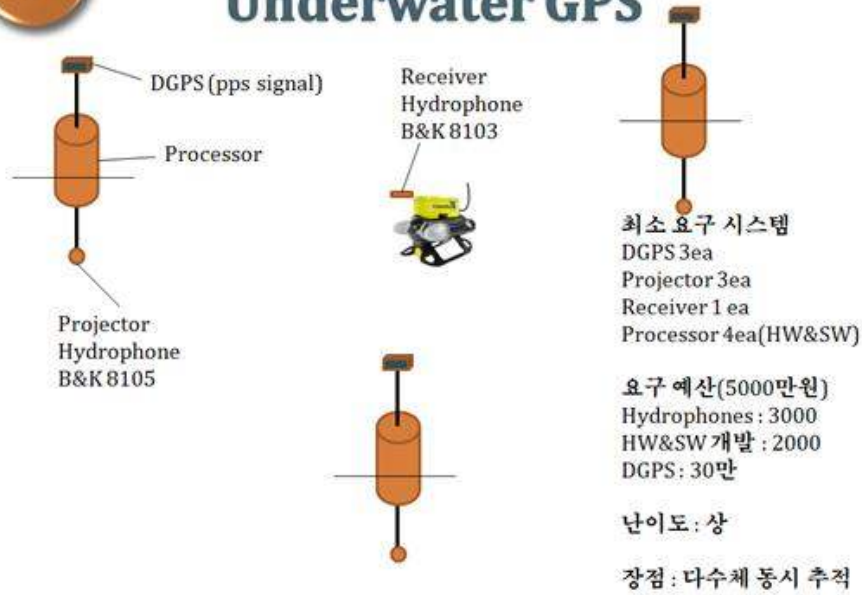 Underwater GPS
DGPS (pps signal)
Processor
Projector
Hydrophone
B&K 8105
Receiver
Hydrophone
B&K 8103
최소 요구 시스템
DGPS 3ea
Projector 3ea
Receiver 1 ea
Processor 4ea(HW&SW)
요구 예산(5000만원)
Hydrophones : 3000
HW&SW 개발 : 2000
DGPS : 30만
난이도 : 상
장점 : 다수체 동시 추적